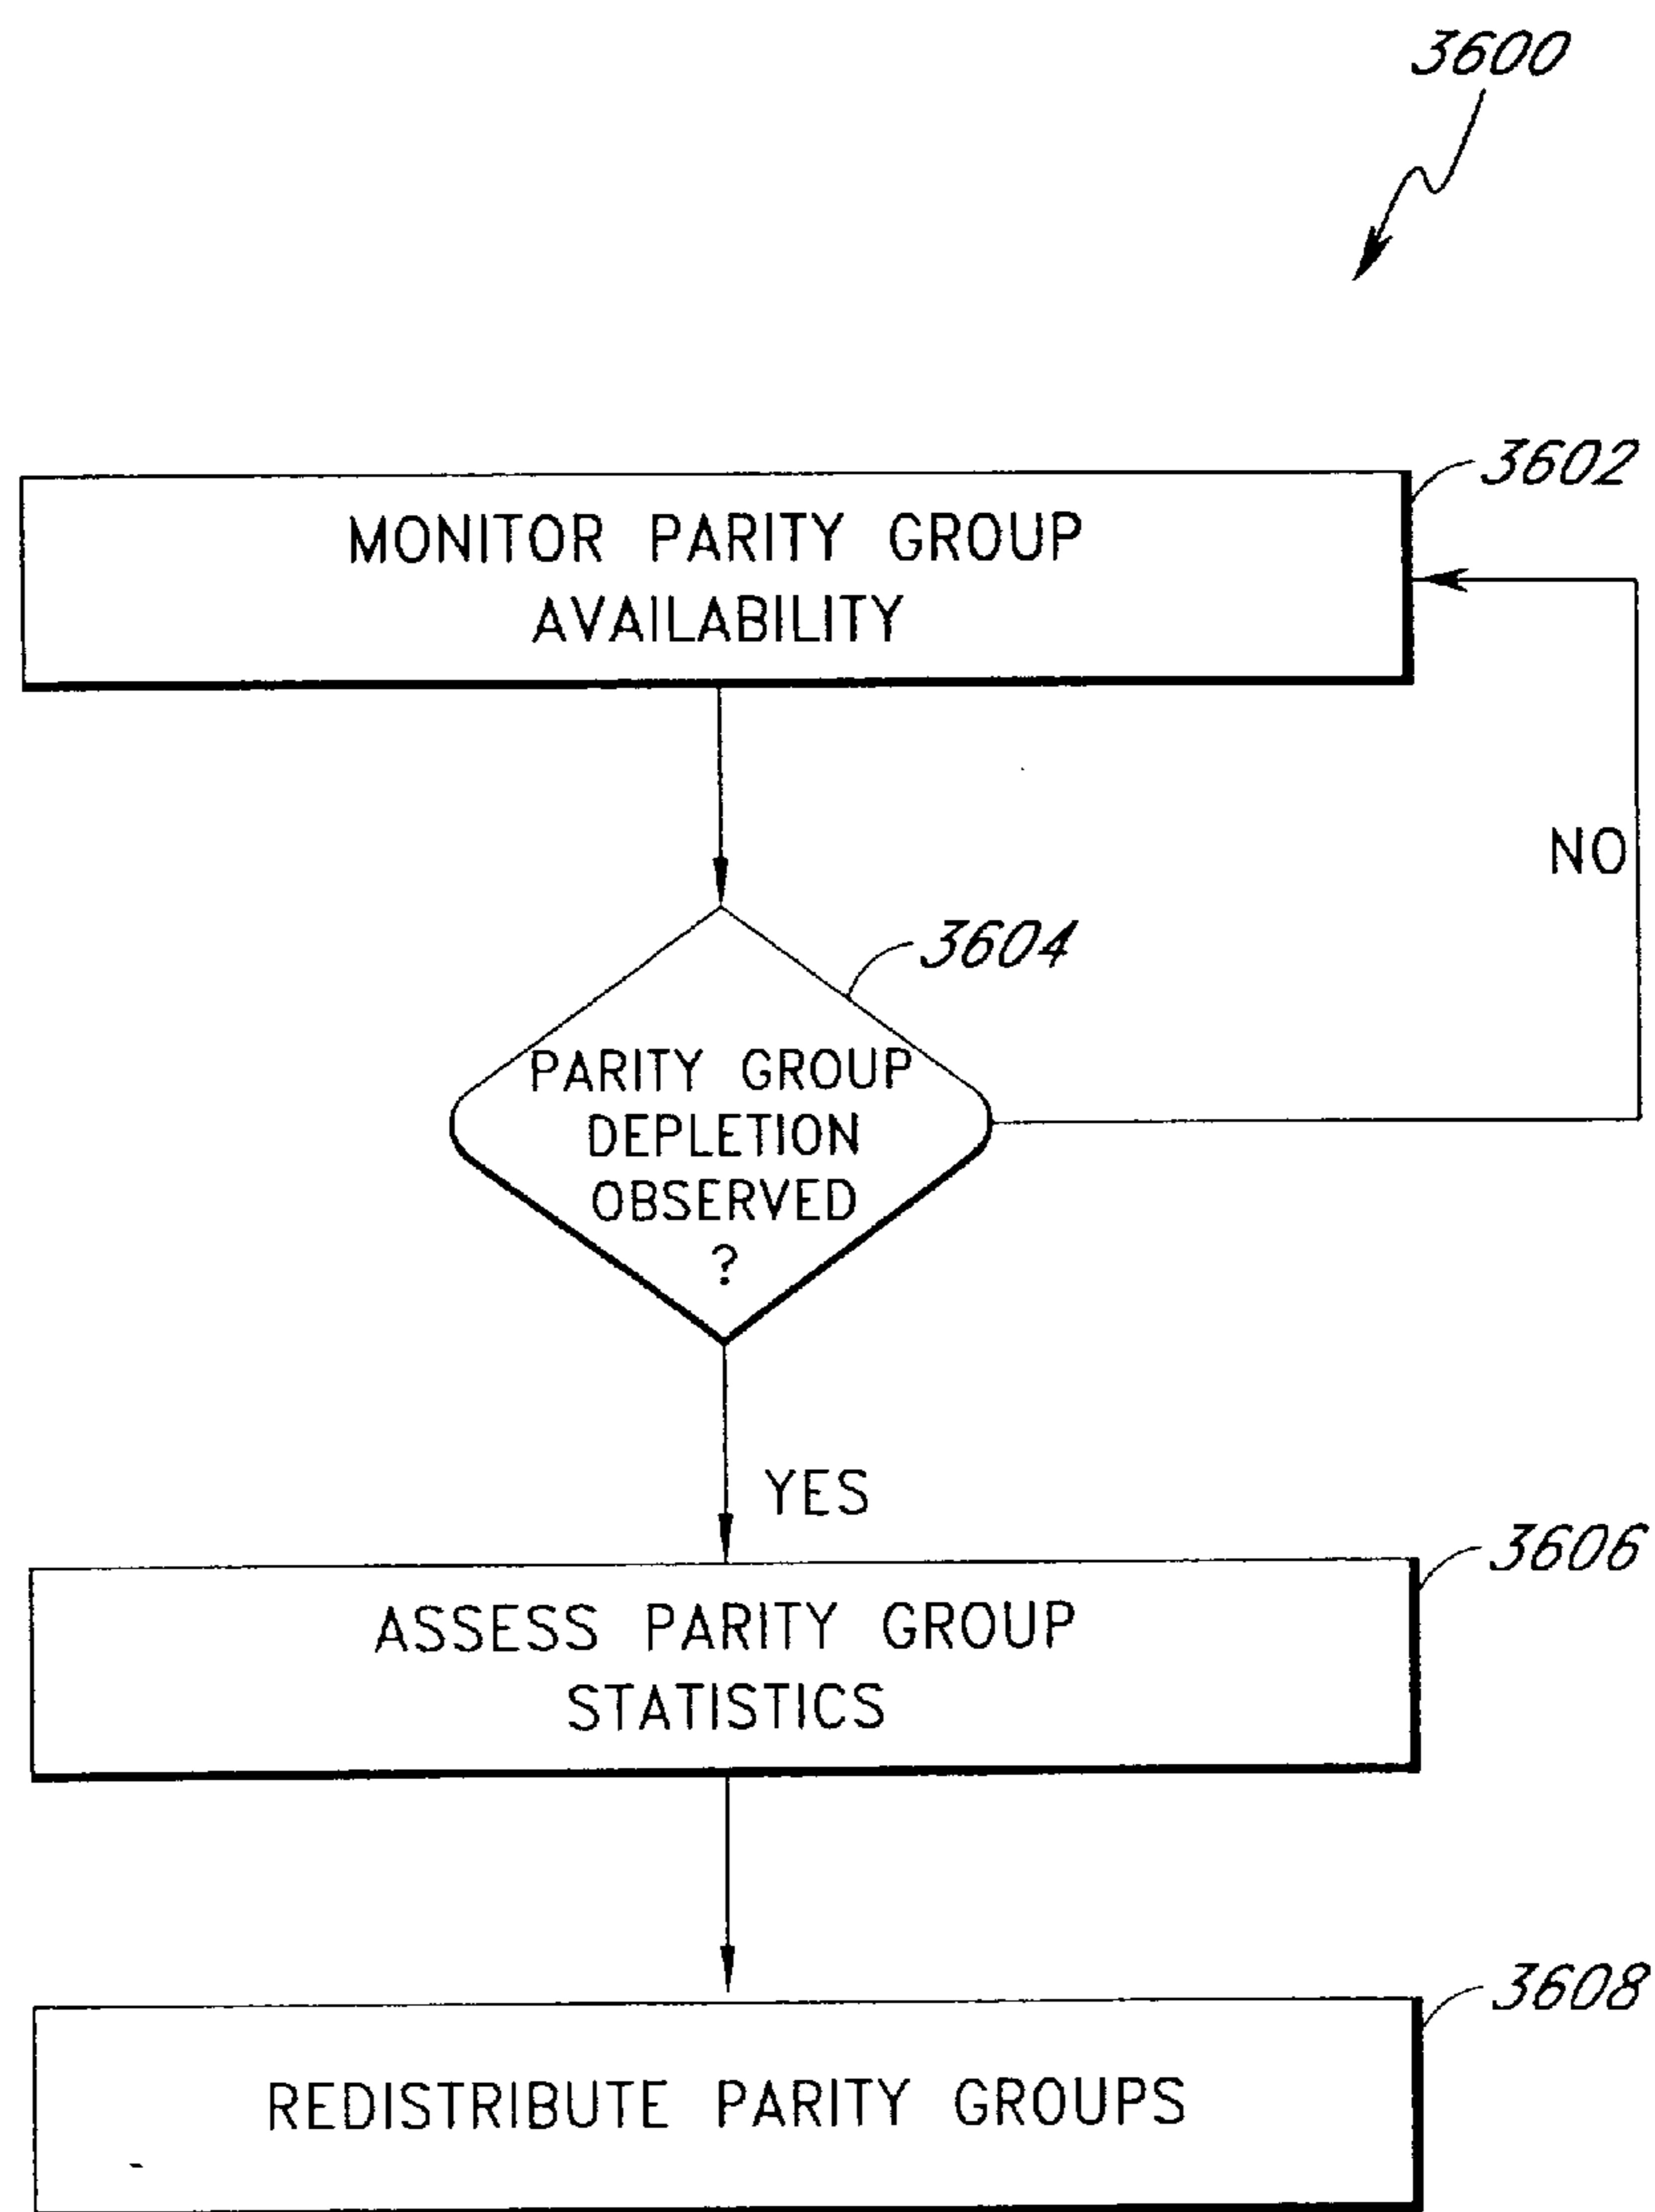 3600
3602
MONITOR PARITY GROUP
AVAILABILITY
NO
3604
PARITY GROUP
DEPLETION
OBSERVED
?
YES
3606
ASSESS PARITY GROUP
STATISTICS
3608
REDISTRIBUTE PARITY GROUPS